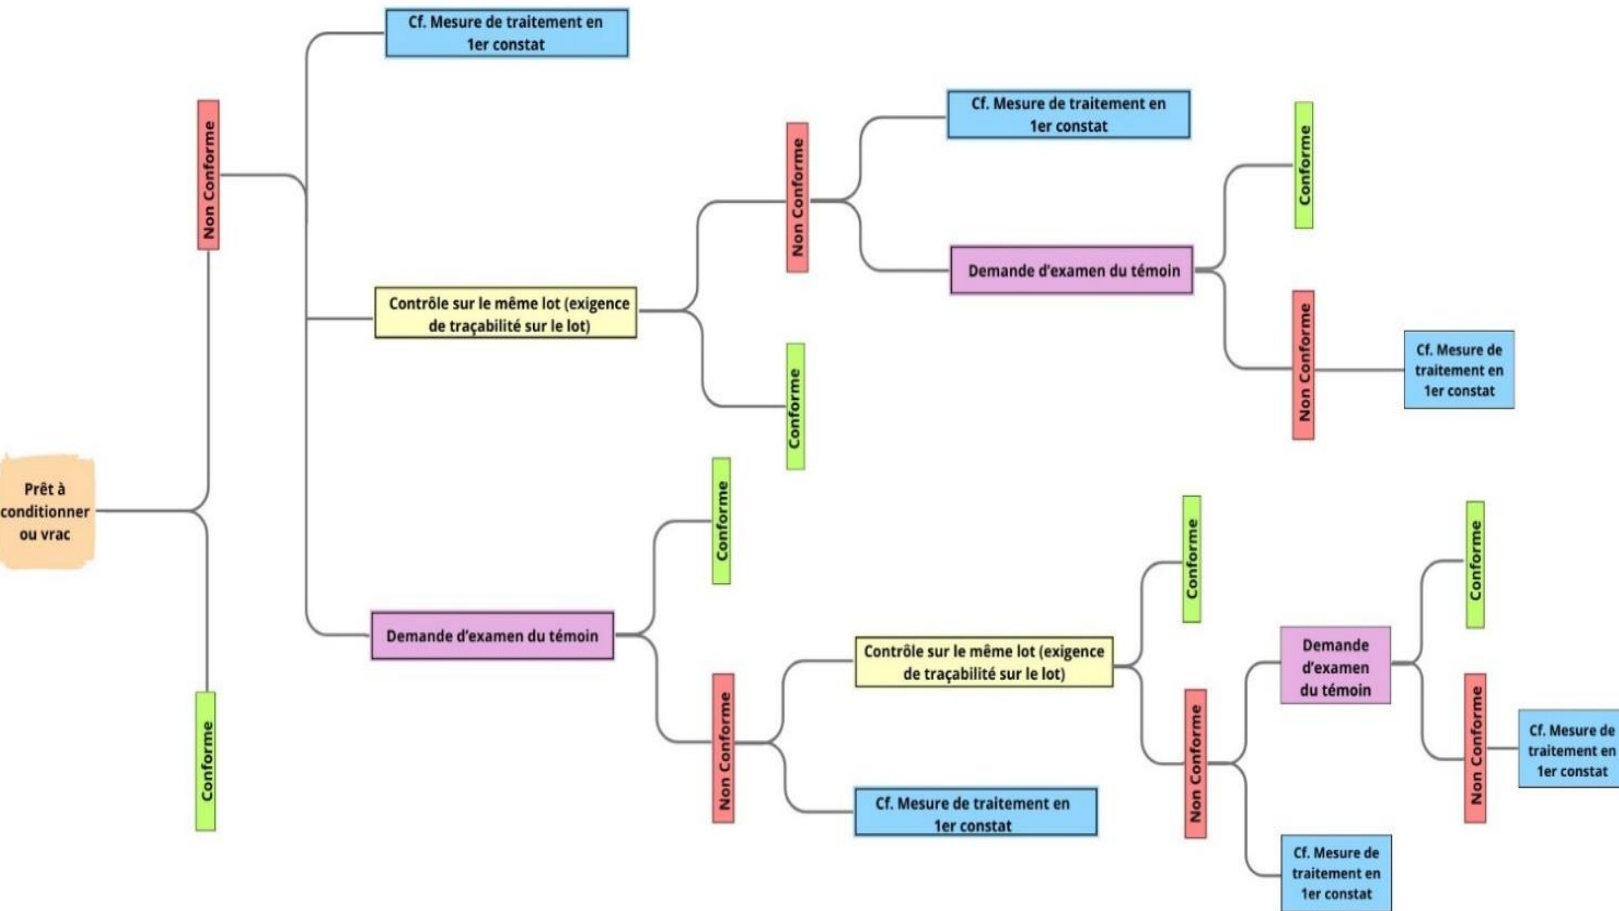 Prêt à
conditionner
ou vrac
Non Conforme
Conforme
Cf. Mesure de traitement en
1er constat
Contrôle sur le même lot (exigence
de traçabilité sur le lot)
Non Conforme
Cf. Mesure de traitement en
1er constat
Demande d'examen du témoin
Conforme
Non Conforme
Cf. Mesure de
traitement en
1er constat
Conforme
Demande d'examen du témoin
Conforme
Non Conforme
Contrôle sur le même lot (exigence
de traçabilité sur le lot)
Conforme
Non Conforme
Demande
d'examen
du témoin
Conforme
Non Conforme
Cf. Mesure de
traitement en
1er constat
Cf. Mesure de
traitement en
1er constat
Cf. Mesure de traitement en
1er constat